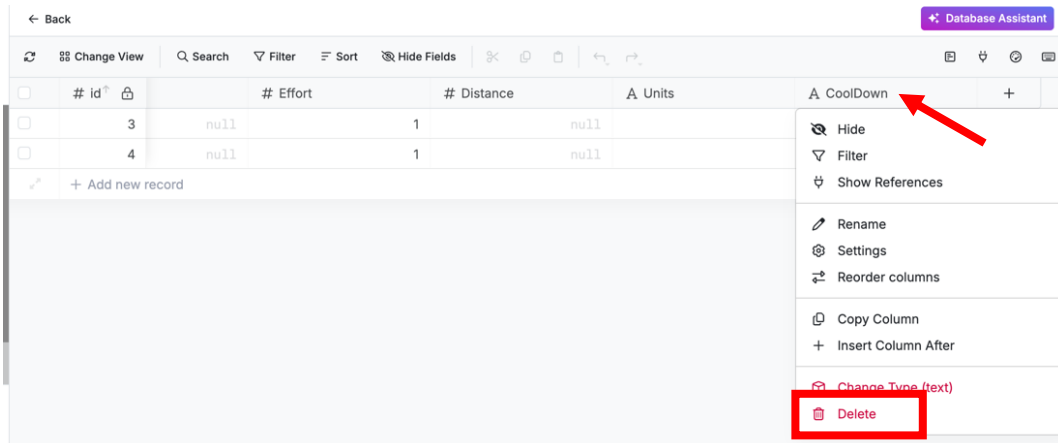 ← Back
Database Assistant
Change View Search Filter Sort Hide Fields
# id # Effort # Distance A Units A CoolDown +
3 null 1 null
4 null 1 null
+ Add new record
Hide
Filter
Show References
Rename
Settings
Reorder columns
Copy Column
+ Insert Column After
Change Type (text)
Delete